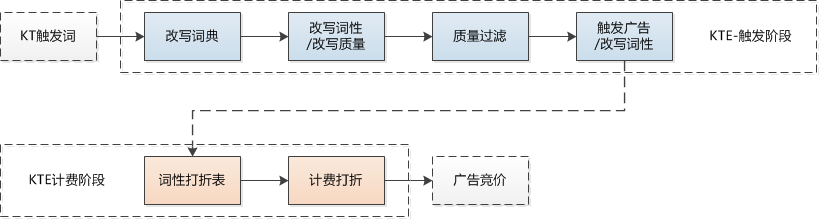 KT触发词
改写词典
改写词性
/改写质量
质量过滤
触发广告
/改写词性
KTE-触发阶段
KTE计费阶段
词性打折表
计费打折
广告竞价